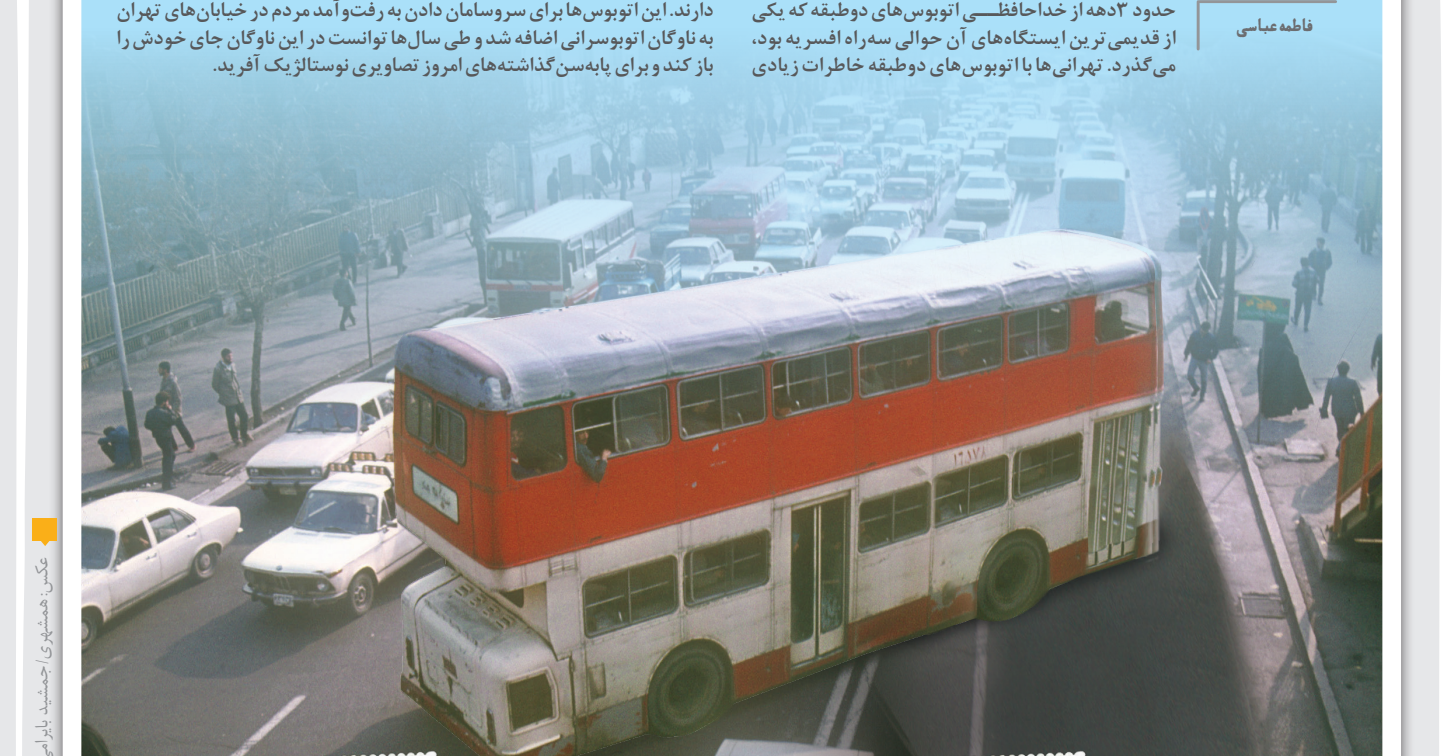 فاطمه عباسی
حدود ۳دهه از خداحافظـــی اتوبوس‌های دوطبقه که یکی
از قدیمی‌ترین ایستگاه‌های آن حوالی سه‌راه افسریه بود،
می‌گذرد. تهرانی‌ها با اتوبوس‌های دوطبقه خاطرات زیادی
دارند. این اتوبوس‌ها برای سروسامان دادن به رفت‌وآمد مردم در خیابان‌های تهران
به ناوگان اتوبوسرانی اضافه شد و طی سال‌ها توانست در این ناوگان جای خودش را
باز کند و برای پابه‌سن‌گذاشته‌های امروز تصاویری نوستالژیک آفرید.
۱۲۱۷۸
عکس: همشهری/جمشید بایرامی